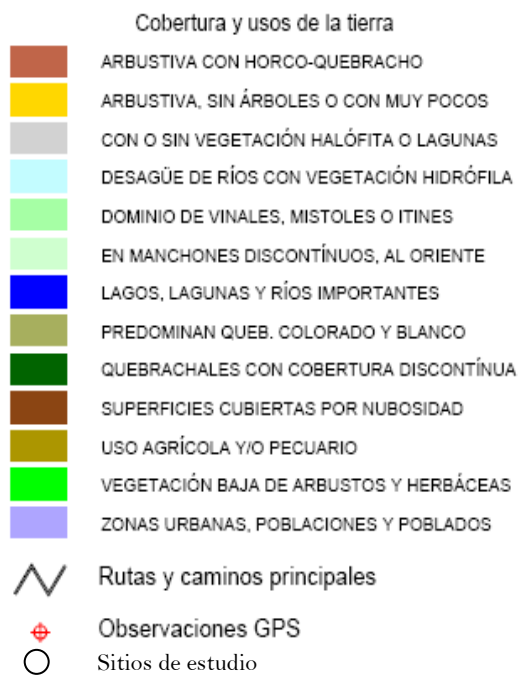 Cobertura y usos de la tierra
ARBUSTIVA CON HORCO-QUEBRACHO
ARBUSTIVA, SIN ÁRBOLES O CON MUY POCOS
CON O SIN VEGETACIÓN HALÓFITA O LAGUNAS
DESAGÜE DE RÍOS CON VEGETACIÓN HIDRÓFILA
DOMINIO DE VINALES, MISTOLES O ITINES
EN MANCHONES DISCONTÍNUOS, AL ORIENTE
LAGOS, LAGUNAS Y RÍOS IMPORTANTES
PREDOMINAN QUEB. COLORADO Y BLANCO
QUEBRACHALES CON COBERTURA DISCONTÍNUA
SUPERFICIES CUBIERTAS POR NUBOSIDAD
USO AGRÍCOLA Y/O PECUARIO
VEGETACIÓN BAJA DE ARBUSTOS Y HERBÁCEAS
ZONAS URBANAS, POBLACIONES Y POBLADOS
Rutas y caminos principales
Observaciones GPS
Sitios de estudio